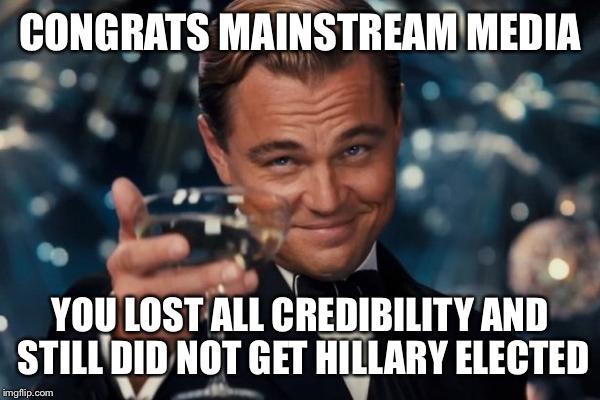 CONGRATS MAINSTREAM MEDIA
YOU LOST ALL CREDIBILITY AND
STILL DID NOT GET HILLARY ELECTED
imgflip.com